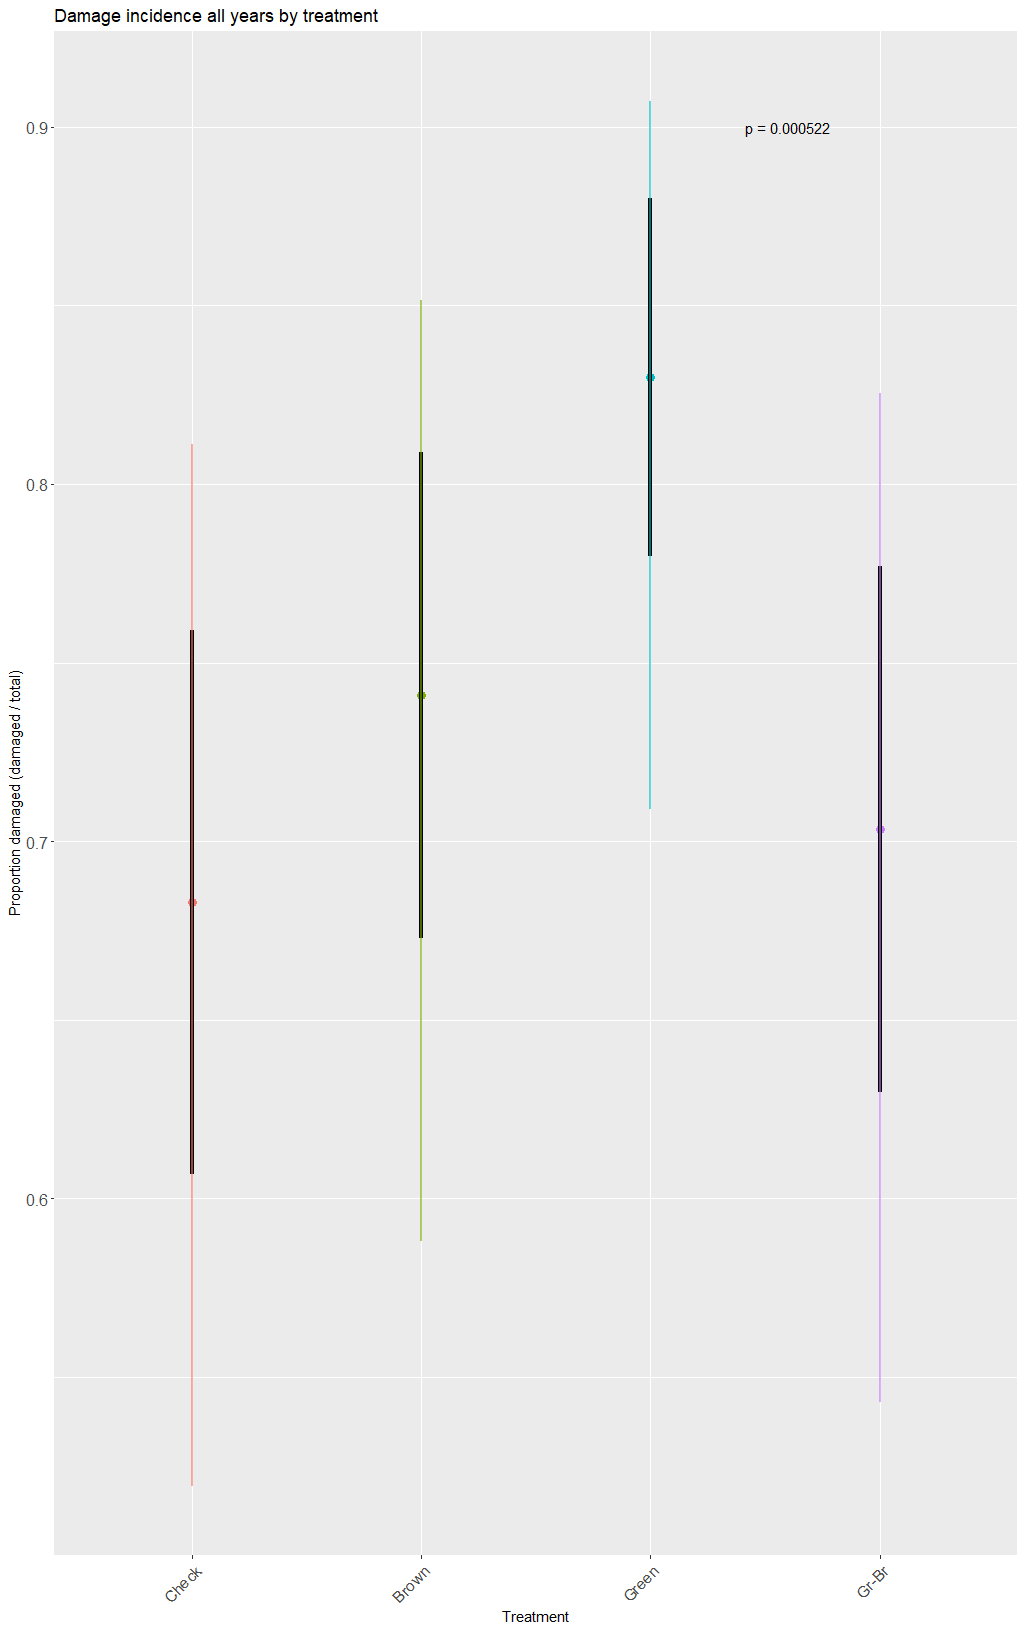 Damage incidence all years by treatment
p = 0.000522
0.9
0.8
0.7
0.6
Proportion damaged (damaged / total)
Check
Brown
Green
Gr-Br
Treatment